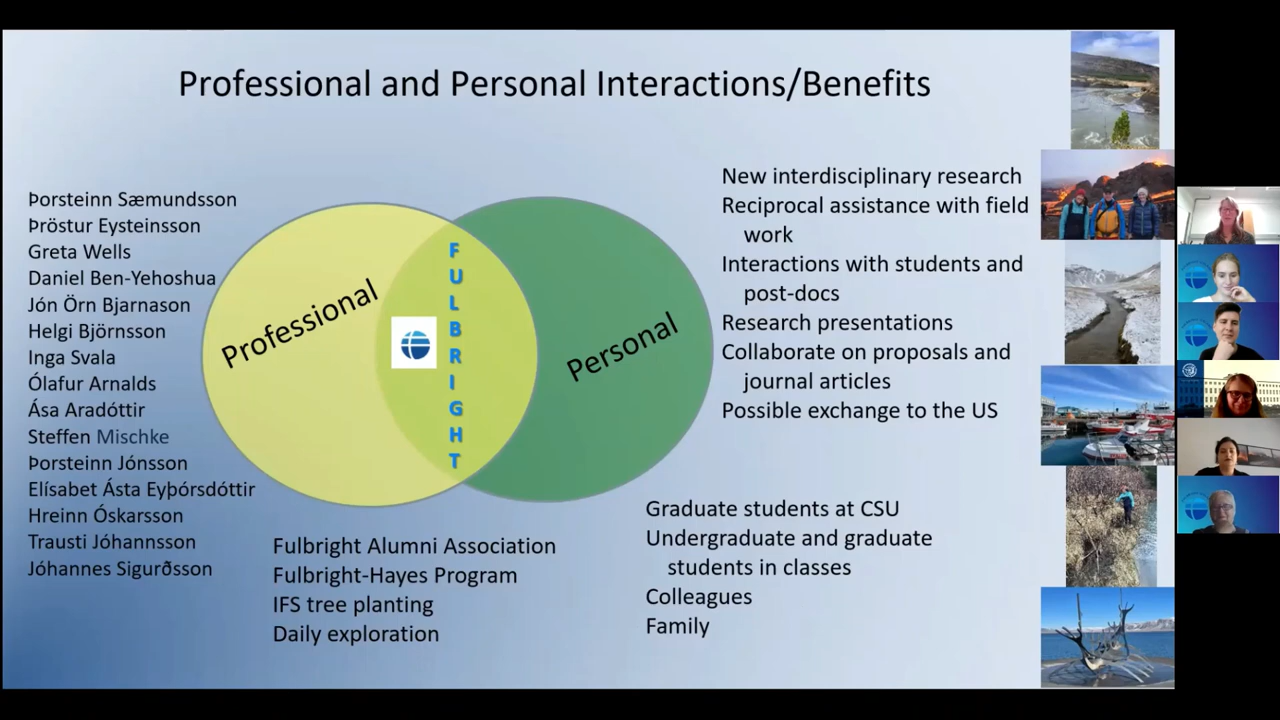 Professional and Personal Interactions/Benefits
Þorsteinn Sæmundsson
Þröstur Eysteinsson
Greta Wells
Daniel Ben-Yehoshua
Jón Örn Bjarnason
Helgi Björnsson
Inga Svala
Ólafur Arnalds
Ása Aradóttir
Steffen Mischke
Þorsteinn Jónsson
Elísabet Ásta Eyþórsdóttir
Hreinn Óskarsson
Trausti Jóhannsson
Jóhannes Sigurðsson
Professional
FULBRIGHT
Personal
New interdisciplinary research
Reciprocal assistance with field
work
Interactions with students and
post-docs
Research presentations
Collaborate on proposals and
journal articles
Possible exchange to the US
Fulbright Alumni Association
Fulbright-Hayes Program
IFS tree planting
Daily exploration
Graduate students at CSU
Undergraduate and graduate
students in classes
Colleagues
Family